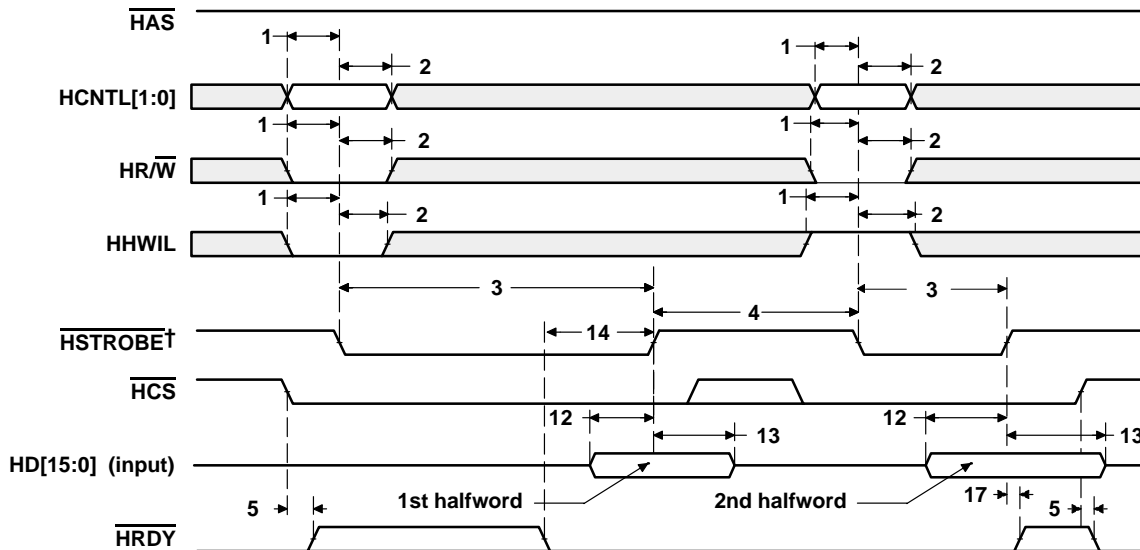 HAS
1 1
2 2
HCNTL[1:0]
1 1
2 2
HR/W
1 1
2 2
HHWIL
3 3
4
14
HSTROBE†
HCS
12 12
13 13
HD[15:0] (input)
1st halfword 2nd halfword
5 17 5
HRDY